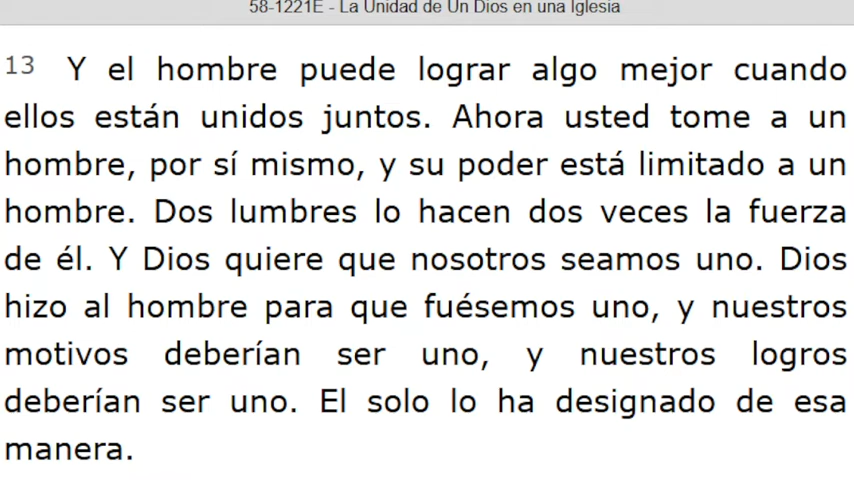 58-1221E - La Unidad de Un Dios en una Iglesia
13 Y el hombre puede lograr algo mejor cuando
ellos están unidos juntos. Ahora usted tome a un
hombre, por sí mismo, y su poder está limitado a un
hombre. Dos lumbres lo hacen dos veces la fuerza
de él. Y Dios quiere que nosotros seamos uno. Dios
hizo al hombre para que fuésemos uno, y nuestros
motivos deberían ser uno, y nuestros logros
deberían ser uno. El solo lo ha designado de esa
manera.